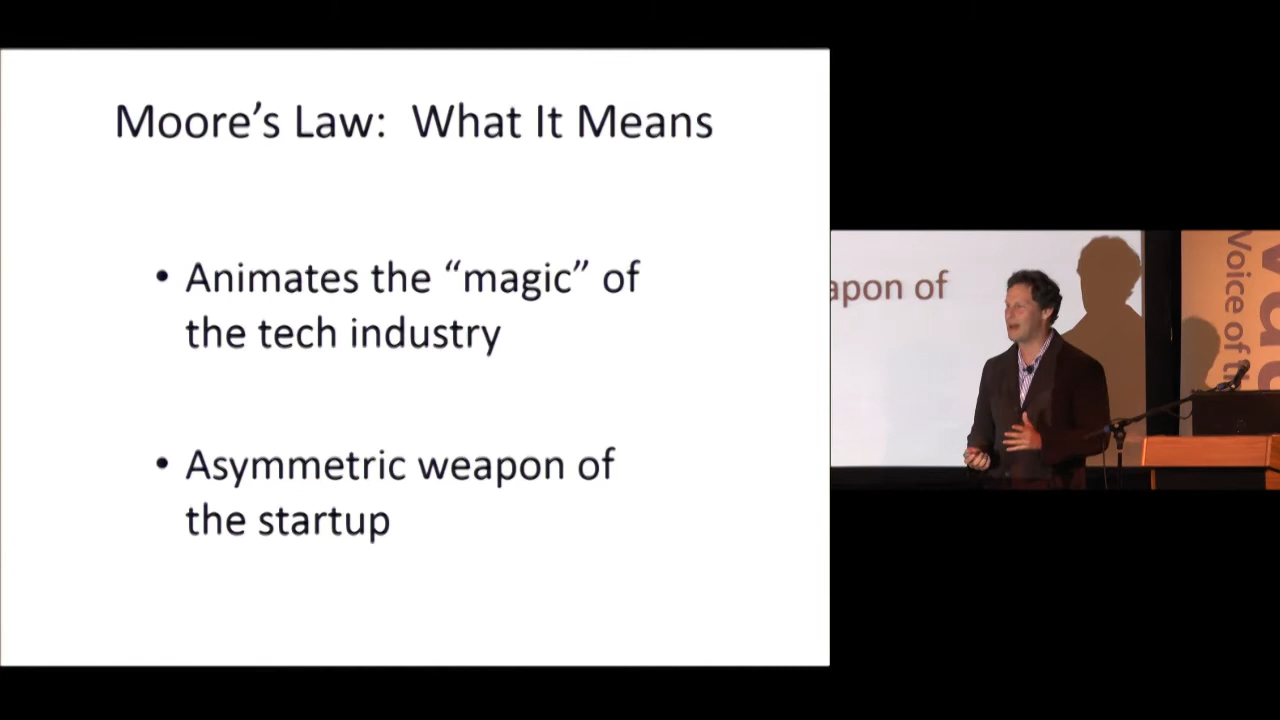 Moore's Law:  What It Means
• Animates the “magic” of
the tech industry
• Asymmetric weapon of
the startup
apon of
Voice of th